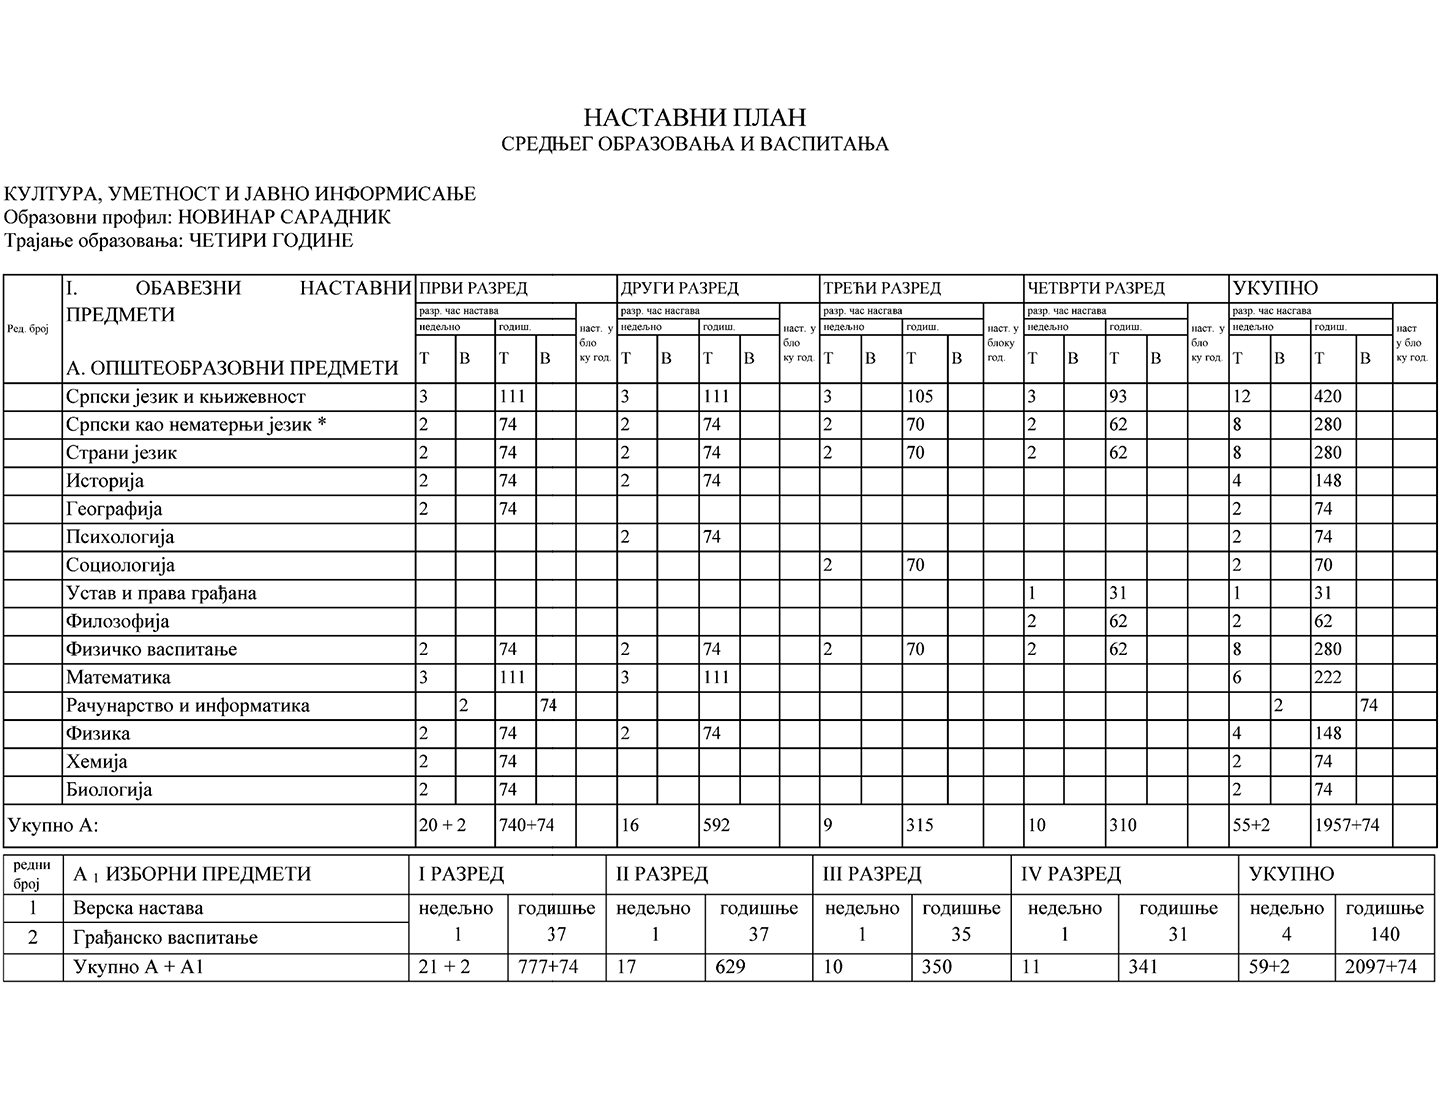 НАСТАВНИ ПЛАН
СРЕДЊЕГ ОБРАЗОВАЊА И ВАСПИТАЊА
КУЛТУРА, УМЕТНОСТ И ЈАВНО ИНФОРМИСАЊЕ
Образовни профил: НОВИНАР САРАДНИК
Трајање образовања: ЧЕТИРИ ГОДИНЕ
Ред. број I. ОБАВЕЗНИ НАСТАВНИ ПРЕДМЕТИ ПРВИ РАЗРЕД ДРУГИ РАЗРЕД ТРЕЋИ РАЗРЕД ЧЕТВРТИ РАЗРЕД УКУПНО
разр. час настава разр. час насгава разр. час насгава разр. час насгава разр. час насгава
недељно годиш. наст. у бло ку год. недељно годиш. наст. у бло ку год. недељно годиш. наст. у блоку год. недељно годиш. наст. у бло ку год. недељно годиш. наст у бло ку год.
А. ОПШТЕОБРАЗОВНИ ПРЕДМЕТИ Т В Т В Т В Т В Т В Т В Т В Т В Т В Т В
Српски језик и књижевност 3 111 3 111 3 105 3 93 12 420
Српски као нематерњи језик * 2 74 2 74 2 70 2 62 8 280
Страни језик 2 74 2 74 2 70 2 62 8 280
Историја 2 74 2 74 4 148
Географија 2 74 2 74
Психологија 2 74 2 74
Социологија 2 70 2 70
Устав и права грађана 1 31 1 31
Филозофија 2 62 2 62
Физичко васпитање 2 74 2 74 2 70 2 62 8 280
Математика 3 111 3 111 6 222
Рачунарство и информатика 2 74 2 74
Физика 2 74 2 74 4 148
Хемија 2 74 2 74
Биологија 2 74 2 74
Укупно А: 20 + 2 740+74 16 592 9 315 10 310 55+2 1957+74
редни број А 1 ИЗБОРНИ ПРЕДМЕТИ I РАЗРЕД II РАЗРЕД III РАЗРЕД IV РАЗРЕД УКУПНО
1 Верска настава недељно годишње недељно годишње недељно годишње недељно годишње недељно годишње
2 Грађанско васпитање 1 37 1 37 1 35 1 31 4 140
Укупно А + А1 21 + 2 777+74 17 629 10 350 11 341 59+2 2097+74